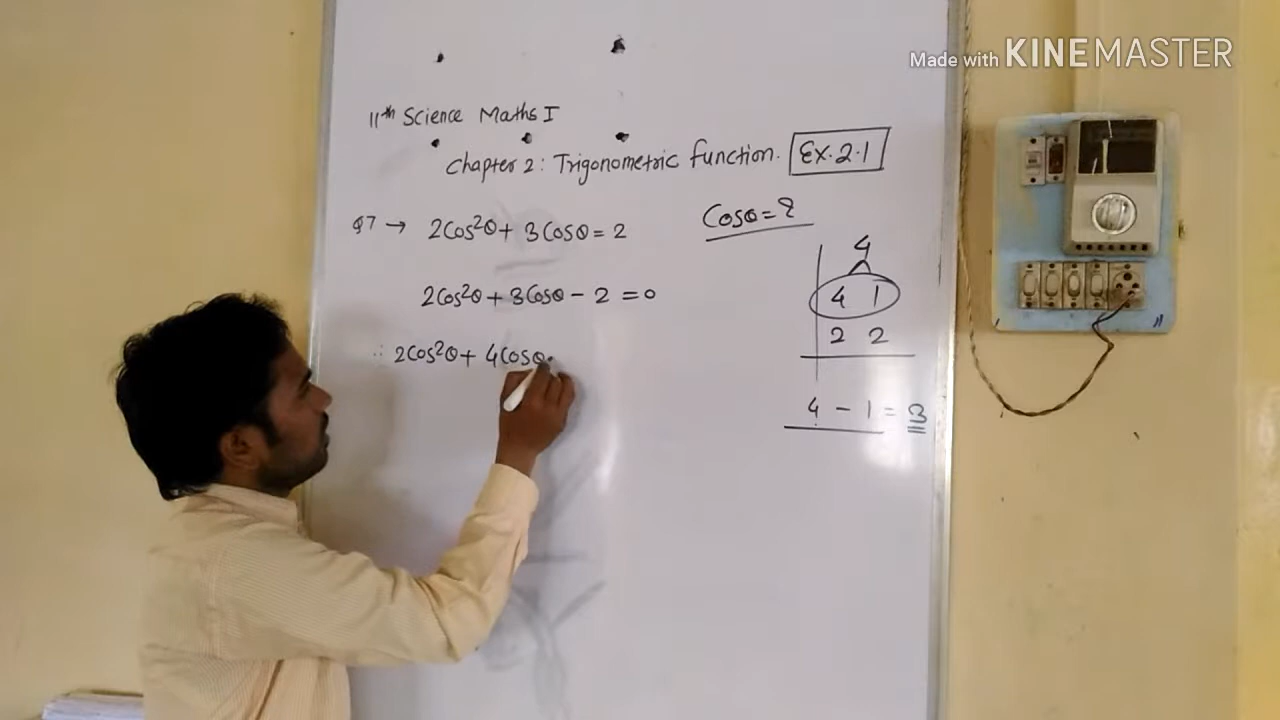 Made with KINEMASTER
11th Science Maths I
Chapter 2: Trigonometric function. Ex.2.1
Q7 → 2Cos²θ + 3Cosθ = 2
Cosθ = ?
2Cos²θ + 3Cosθ - 2 = 0
∴ 2Cos²θ + 4Cosθ
4
4 1
2 2
4 - 1 = 3